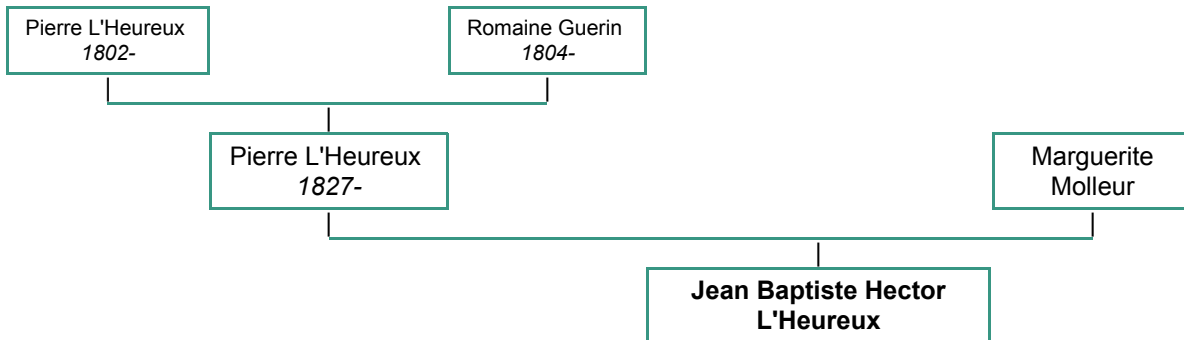 Pierre L'Heureux
1802-
Romaine Guerin
1804-
Pierre L'Heureux
1827-
Marguerite
Molleur
Jean Baptiste Hector
L'Heureux